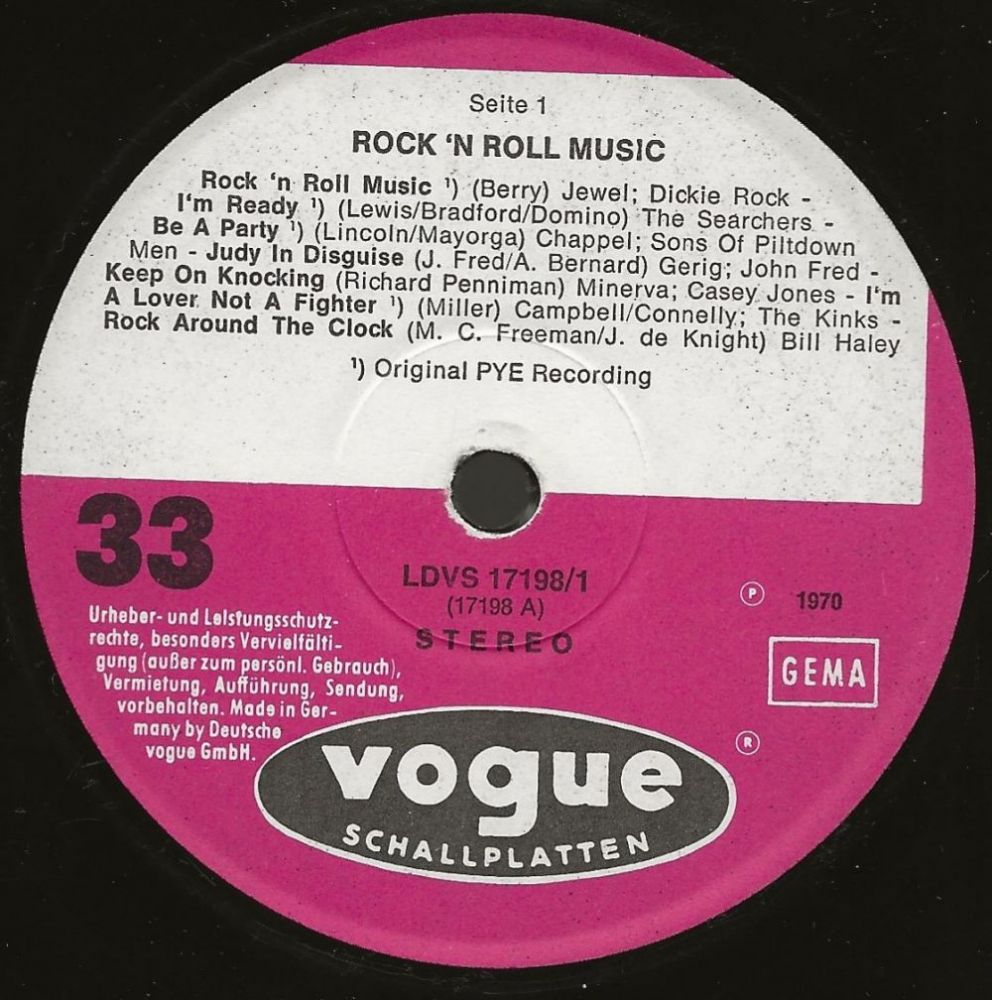 Seite 1
ROCK 'N ROLL MUSIC
Rock 'n Roll Music ¹) (Berry) Jewel; Dickie Rock -
I'm Ready ¹) (Lewis/Bradford/Domino) The Searchers -
Be A Party ¹) (Lincoln/Mayorga) Chappel; Sons Of Piltdown
Men - Judy In Disguise (J. Fred/A. Bernard) Gerig; John Fred -
Keep On Knocking (Richard Penniman) Minerva; Casey Jones - I'm
A Lover Not A Fighter ¹) (Miller) Campbell/Connelly; The Kinks -
Rock Around The Clock (M. C. Freeman/J. de Knight) Bill Haley
¹) Original PYE Recording
33
LDVS 17198/1
(17198 A)
STEREO
Ⓟ 1970
GEMA
Urheber- und Leistungsschutz-
rechte, besonders Vervielfälti-
gung (außer zum persönl. Gebrauch),
Vermietung, Aufführung, Sendung,
vorbehalten. Made in Ger-
many by Deutsche
vogue GmbH.
®
vogue
SCHALLPLATTEN